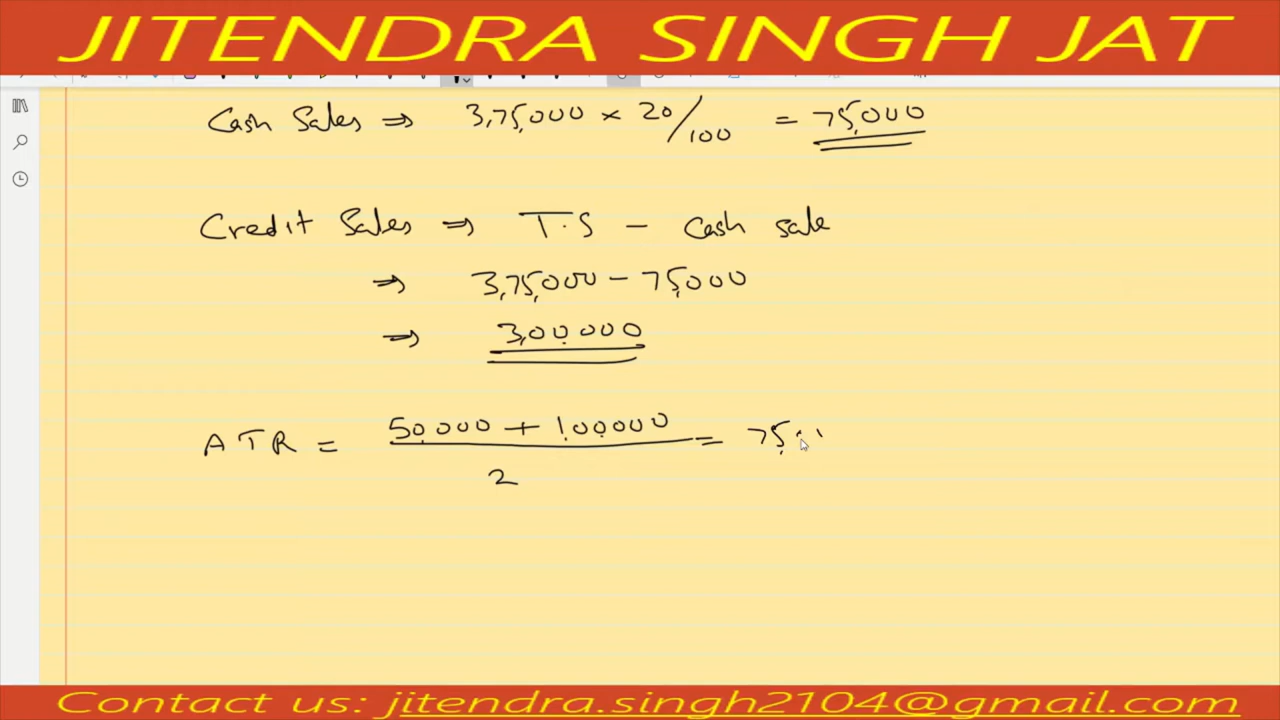 JITENDRA SINGH JAT
Cash Sales ⇒ 3,75,000 × 20/100 = 75,000
Credit Sales ⇒ T.S - Cash sale
⇒ 3,75,000 - 75,000
⇒ 3,00,000
ATR = 50,000 + 1,00,000 = 75,
2
Contact us: jitendra.singh2104@gmail.com